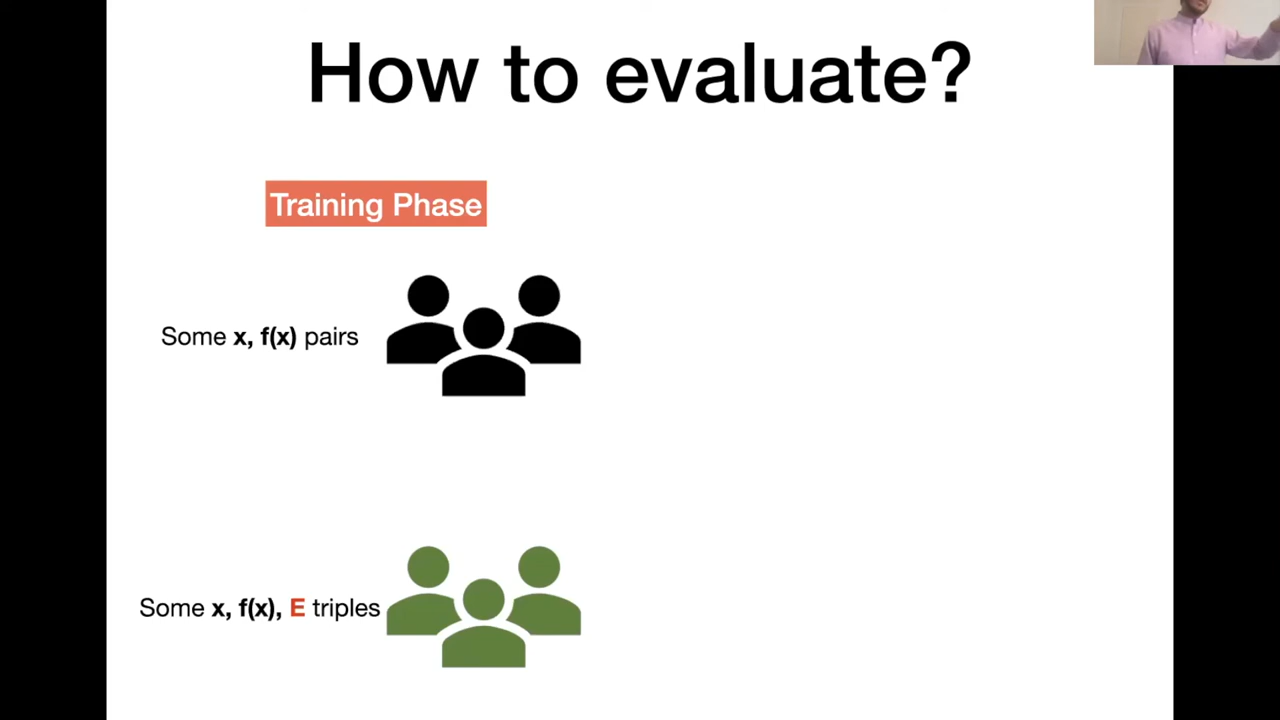 How to evaluate?
Training Phase
Some x, f(x) pairs
Some x, f(x), E triples